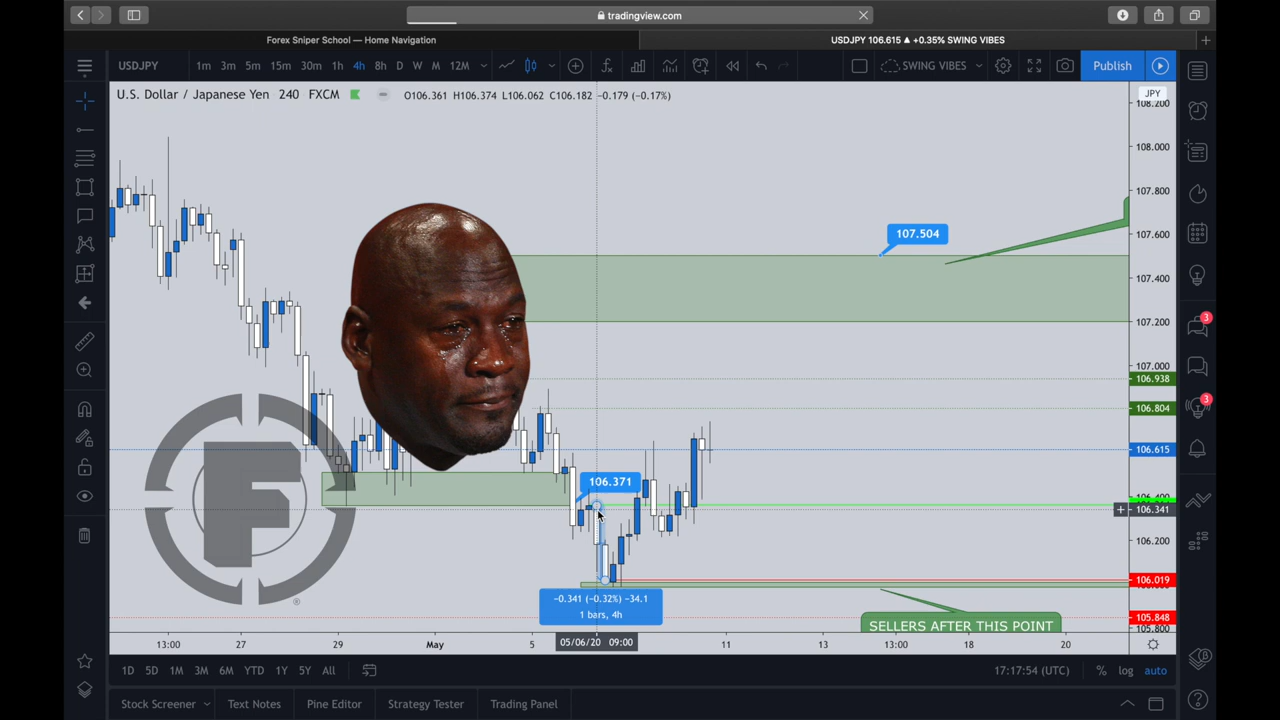 tradingview.com
Forex Sniper School — Home Navigation
USDJPY 106.615 ▲ +0.35% SWING VIBES
USDJPY 1m 3m 5m 15m 30m 1h 4h 8h D W M 12M SWING VIBES Publish
U.S. Dollar / Japanese Yen 240 FXCM O106.361 H106.374 L106.062 C106.182 −0.179 (−0.17%)
JPY
108.200
108.000
107.800
107.600
107.504
107.400
107.200
107.000
106.938
106.804
106.615
106.371
106.400
106.341
106.200
106.019
-0.341 (-0.32%) -34.1
1 bars, 4h
105.848
SELLERS AFTER THIS POINT
105.800
F
13:00 27 29 May 5 05/06/20 09:00 11 13 13:00 18 20
1D 5D 1M 3M 6M YTD 1Y 5Y All 17:17:54 (UTC) % log auto
Stock Screener Text Notes Pine Editor Strategy Tester Trading Panel
3
3